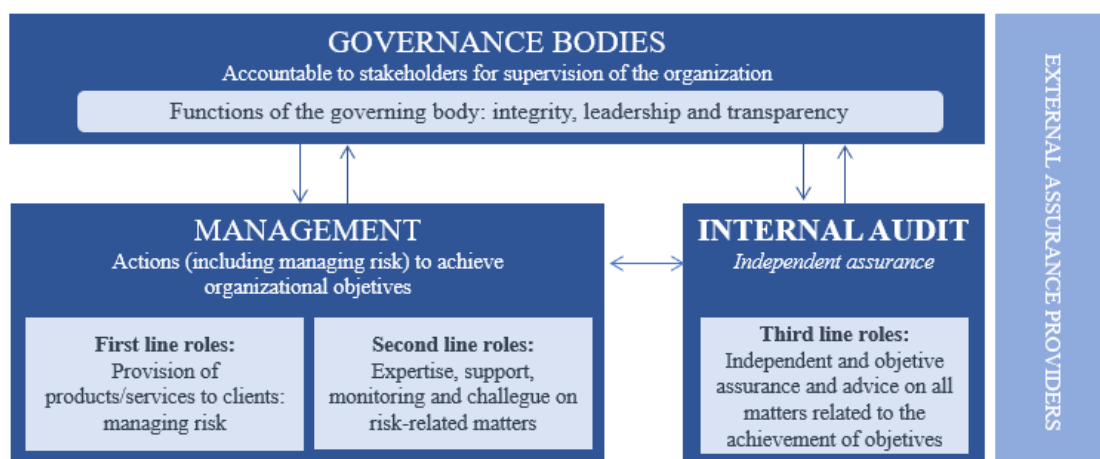 GOVERNANCE BODIES
Accountable to stakeholders for supervision of the organization
Functions of the governing body: integrity, leadership and transparency
MANAGEMENT
Actions (including managing risk) to achieve
organizational objetives
First line roles:
Provision of
products/services to clients:
managing risk
Second line roles:
Expertise, support,
monitoring and challegue on
risk-related matters
INTERNAL AUDIT
Independent assurance
Third line roles:
Independent and objetive
assurance and advice on all
matters related to the
achievement of objetives
EXTERNAL ASSURANCE PROVIDERS